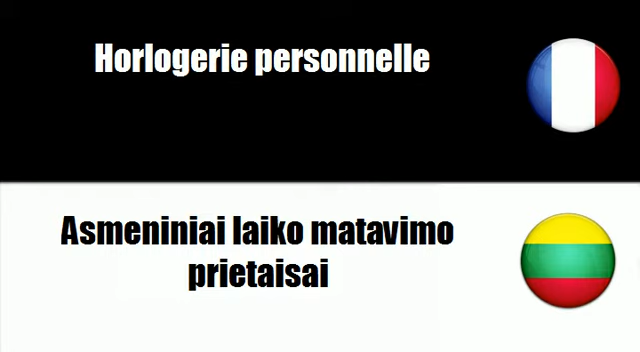 Horlogerie personnelle
Asmeniniai laiko matavimo
prietaisai